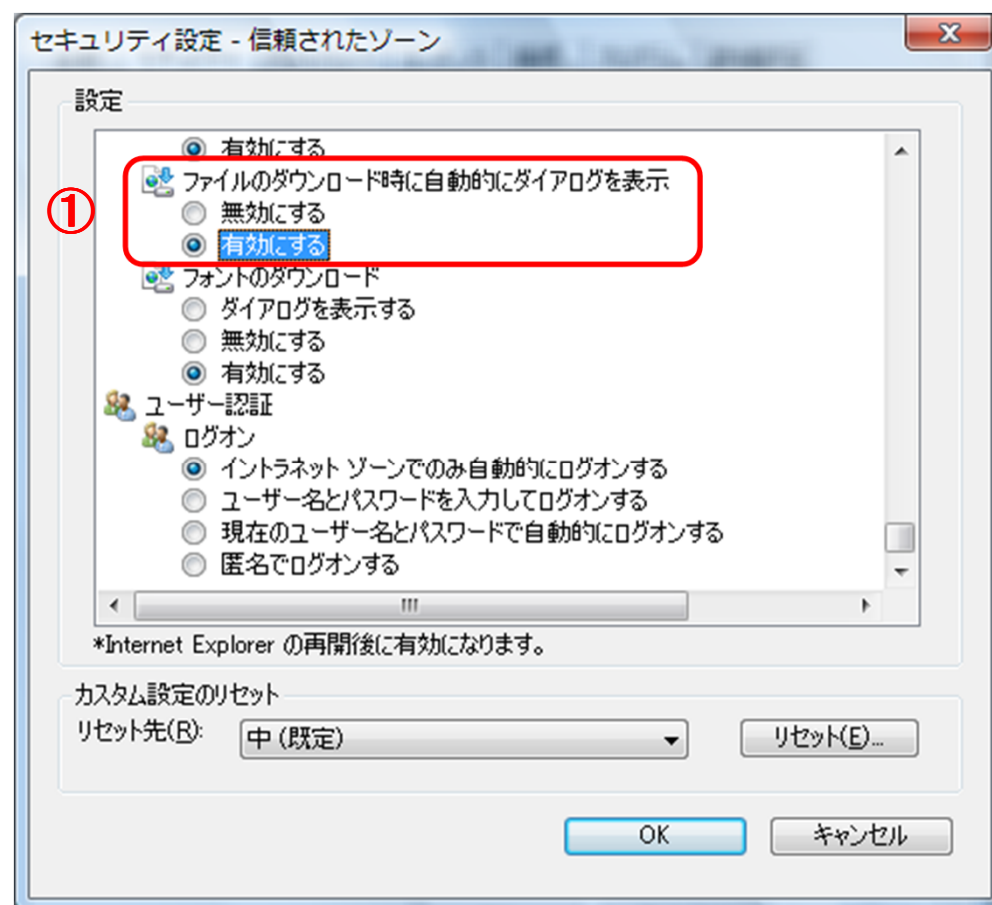 セキュリティ設定 - 信頼されたゾーン
設定
有効にする
①
ファイルのダウンロード時に自動的にダイアログを表示
無効にする
有効にする
フォントのダウンロード
ダイアログを表示する
無効にする
有効にする
ユーザー認証
ログオン
イントラネット ゾーンでのみ自動的にログオンする
ユーザー名とパスワードを入力してログオンする
現在のユーザー名とパスワードで自動的にログオンする
匿名でログオンする
*Internet Explorer の再開後に有効になります。
カスタム設定のリセット
リセット先(R): 中 (既定) リセット(E)...
OK キャンセル